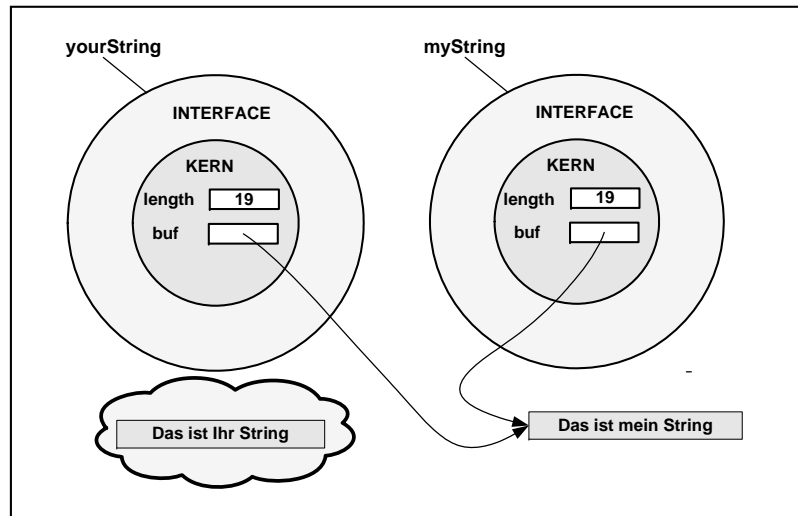 yourString
myString
INTERFACE
INTERFACE
KERN
KERN
length 19
length 19
buf
buf
Das ist Ihr String
Das ist mein String